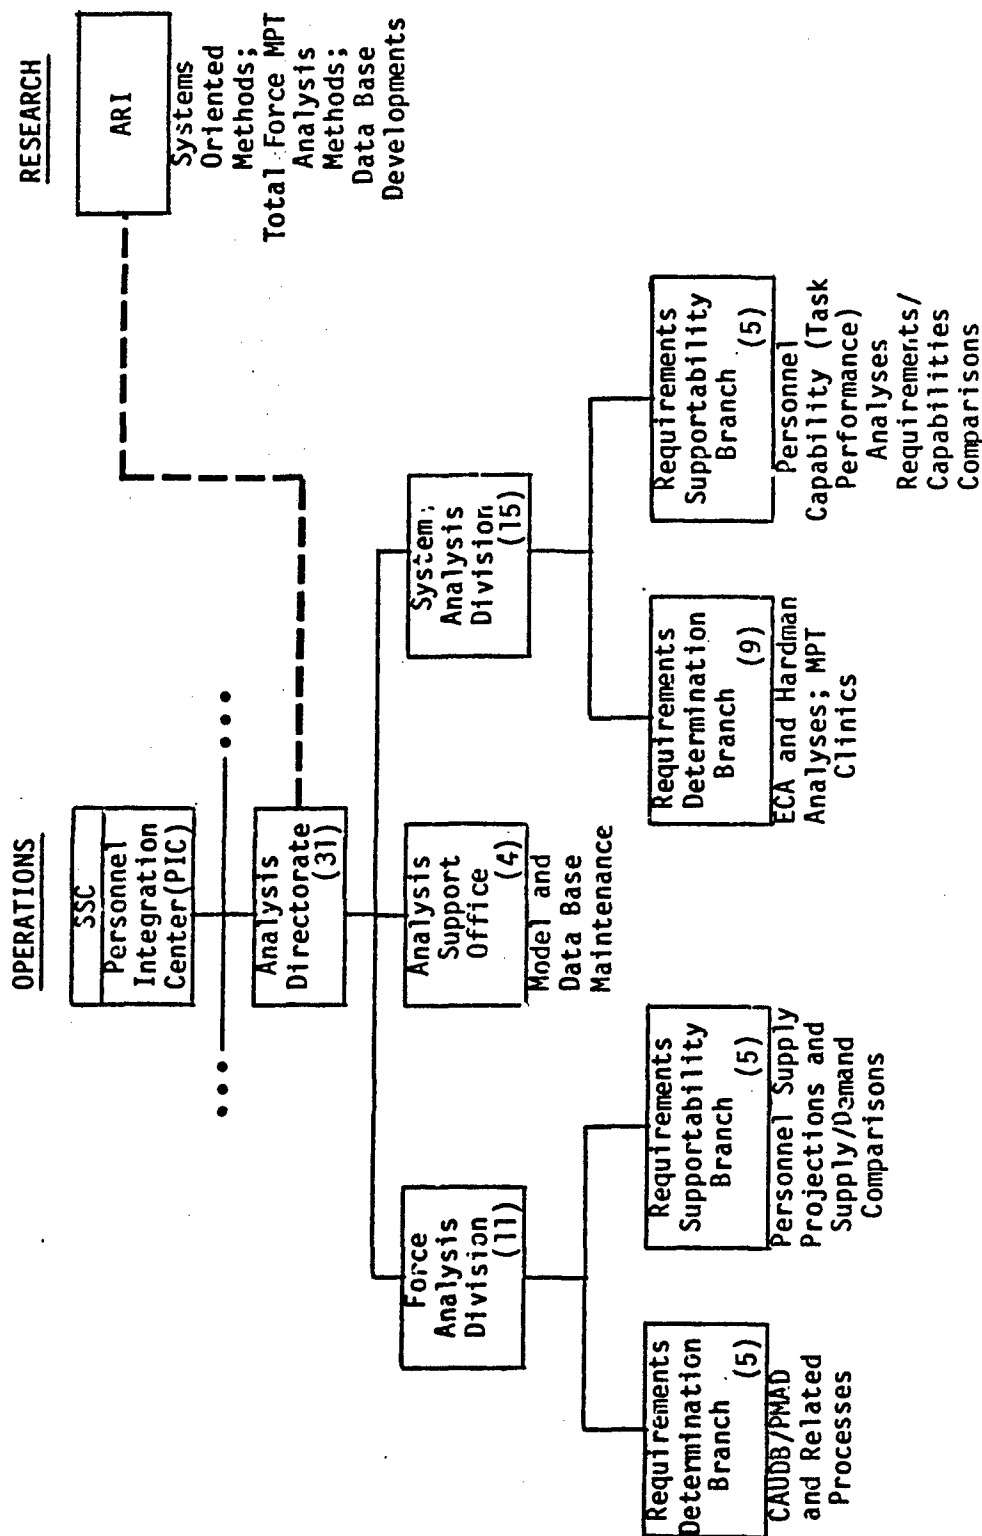 OPERATIONS
RESEARCH
SSC
Personnel
Integration
Center(PIC)
ARI
Systems
Oriented
Methods;
Total Force MPT
Analysis
Methods;
Data Base
Developments
Analysis
Directorate
(31)
Force
Analysis
Division
(11)
Analysis
Support
Office
(4)
Model and
Data Base
Maintenance
System
Analysis
Division
(15)
Requirements
Determination
Branch
(5)
CAUDB/PMAD
and Related
Processes
Requirements
Supportability
Branch
(5)
Personnel Supply
Projections and
Supply/Demand
Comparisons
Requirements
Determination
Branch
(9)
ECA and Hardman
Analyses; MPT
Clinics
Requirements
Supportability
Branch
(5)
Personnel
Capability (Task
Performance)
Analyses
Requirements/
Capabilities
Comparisons